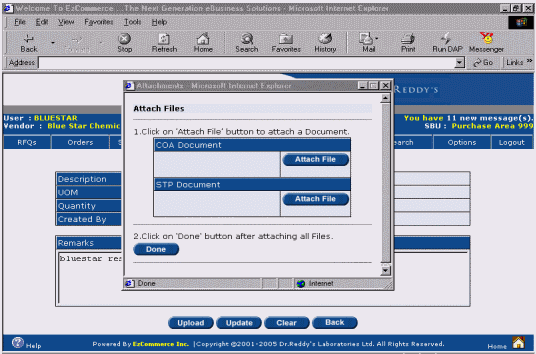 Welcome To EzCommerce ...The Next Generation eBusiness Solutions - Microsoft Internet Explorer
File Edit View Favorites Tools Help
Back Forward Stop Refresh Home Search Favorites History Mail Print Run DAP Messenger
Address Go Links »
REDDY'S
User : BLUESTAR You have 11 new message(s).
Vendor : Blue Star Chemic SBU : Purchase Area 999
RFQs Orders S earch Options Logout
Attachments - Microsoft Internet Explorer
Attach Files
1.Click on 'Attach File' button to attach a Document.
COA Document
Attach File
STP Document
Attach File
2.Click on 'Done' button after attaching all Files.
Done
Done Internet
Description
UOM
Quantity
Created By
Remarks
bluestar res
Upload Update Clear Back
Help Powered By EzCommerce Inc. |Copyright @2001-2005 Dr.Reddy's Laboratories Ltd. All Rights Reserved. Home